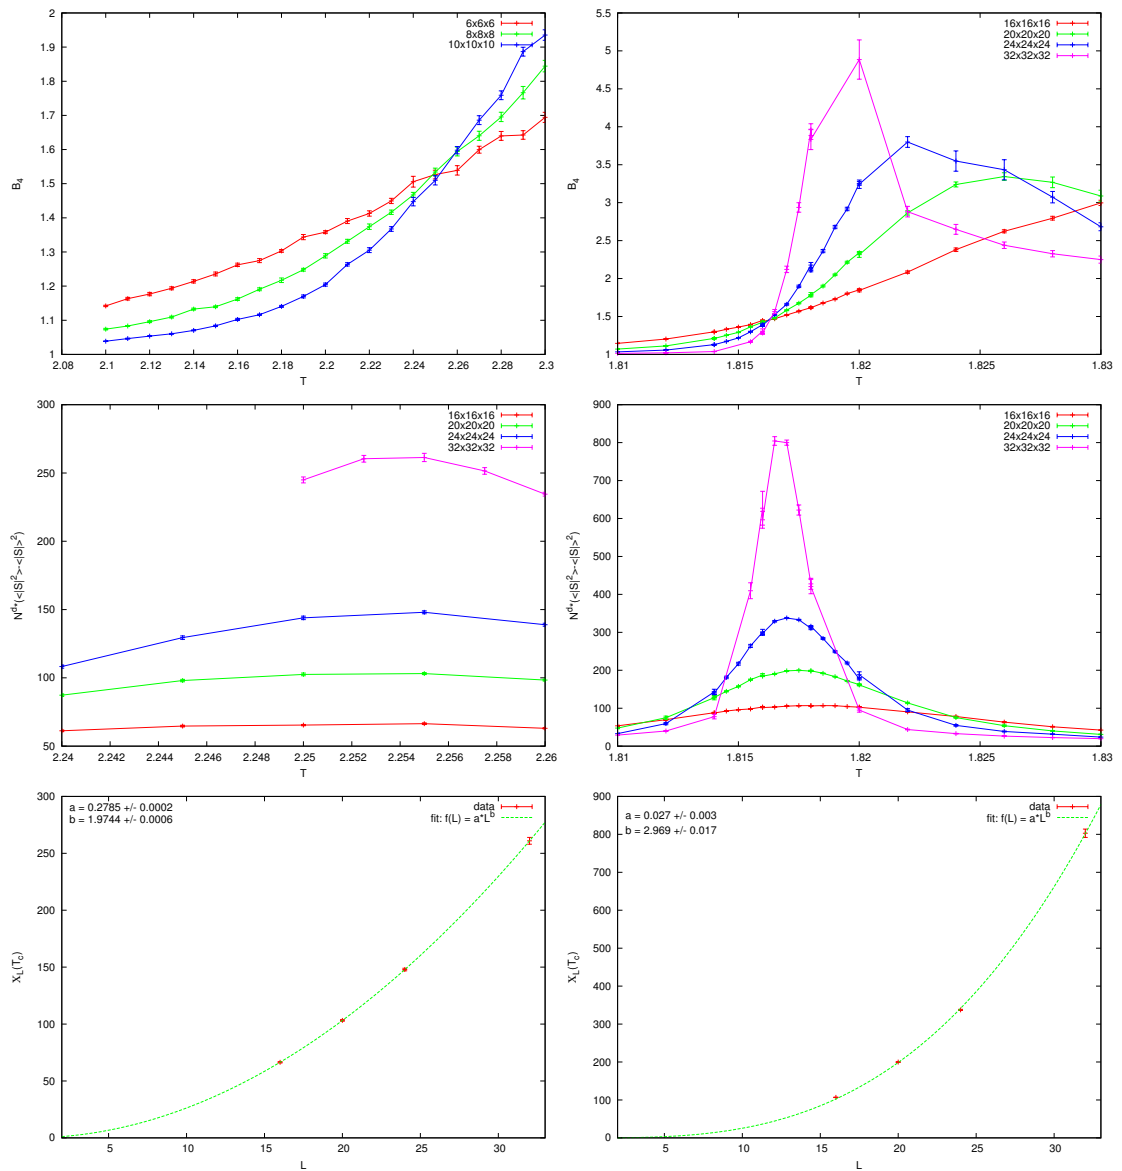 2
1.9
1.8
1.7
1.6
1.5
1.4
1.3
1.2
1.1
1
B4
6x6x6
8x8x8
10x10x10
2.08 2.1 2.12 2.14 2.16 2.18 2.2 2.22 2.24 2.26 2.28 2.3
T
5.5
5
4.5
4
3.5
3
2.5
2
1.5
1
B4
16x16x16
20x20x20
24x24x24
32x32x32
1.81 1.815 1.82 1.825 1.83
T
300
250
200
150
100
50
N^d*(<|S|^2>-<|S|>^2)
16x16x16
20x20x20
24x24x24
32x32x32
2.24 2.242 2.244 2.246 2.248 2.25 2.252 2.254 2.256 2.258 2.26
T
900
800
700
600
500
400
300
200
100
0
N^d*(<|S|^2>-<|S|>^2)
16x16x16
20x20x20
24x24x24
32x32x32
1.81 1.815 1.82 1.825 1.83
T
300
250
200
150
100
50
0
X_L(T_c)
a = 0.2785 +/- 0.0002
b = 1.9744 +/- 0.0006
data
fit: f(L) = a*L^b
5 10 15 20 25 30
L
900
800
700
600
500
400
300
200
100
0
X_L(T_c)
a = 0.027 +/- 0.003
b = 2.969 +/- 0.017
data
fit: f(L) = a*L^b
5 10 15 20 25 30
L